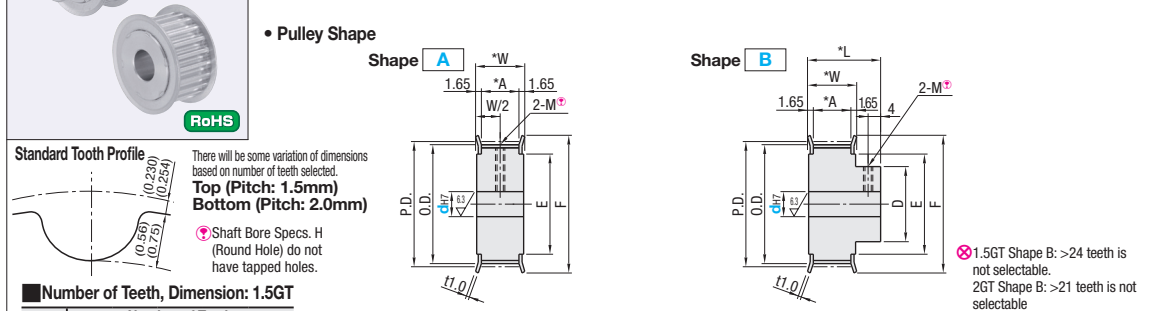 RoHS
• Pulley Shape
Shape A
*W
1.65
*A
1.65
W/2
2-M
P.D.
O.D.
dH7
6.3
E
F
t1.0
Shape B
*L
*W
1.65
*A
1.65
4
2-M
P.D.
O.D.
dH7
6.3
D
E
F
t1.0
Standard Tooth Profile
(0.230)
(0.254)
(0.56)
(0.75)
There will be some variation of dimensions
based on number of teeth selected.
Top (Pitch: 1.5mm)
Bottom (Pitch: 2.0mm)
Shaft Bore Specs. H
(Round Hole) do not
have tapped holes.
1.5GT Shape B: >24 teeth is
not selectable.
2GT Shape B: >21 teeth is not
selectable
Number of Teeth, Dimension: 1.5GT